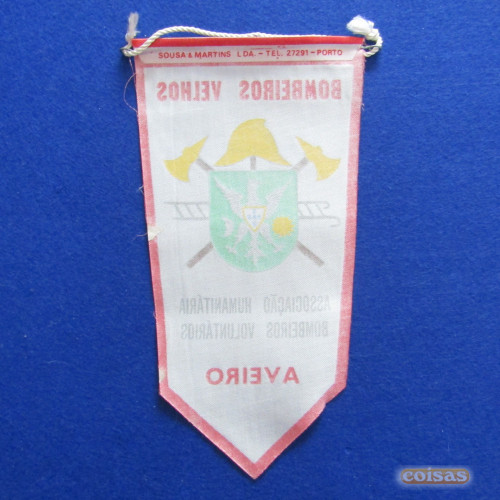 SOUSA & MARTINS LDA. - TEL. 27291 - PORTO
BOMBEIROS VELHOS
ASSOCIAÇÃO HUMANITÁRIA
BOMBEIROS VOLUNTÁRIOS
AVEIRO
coisas